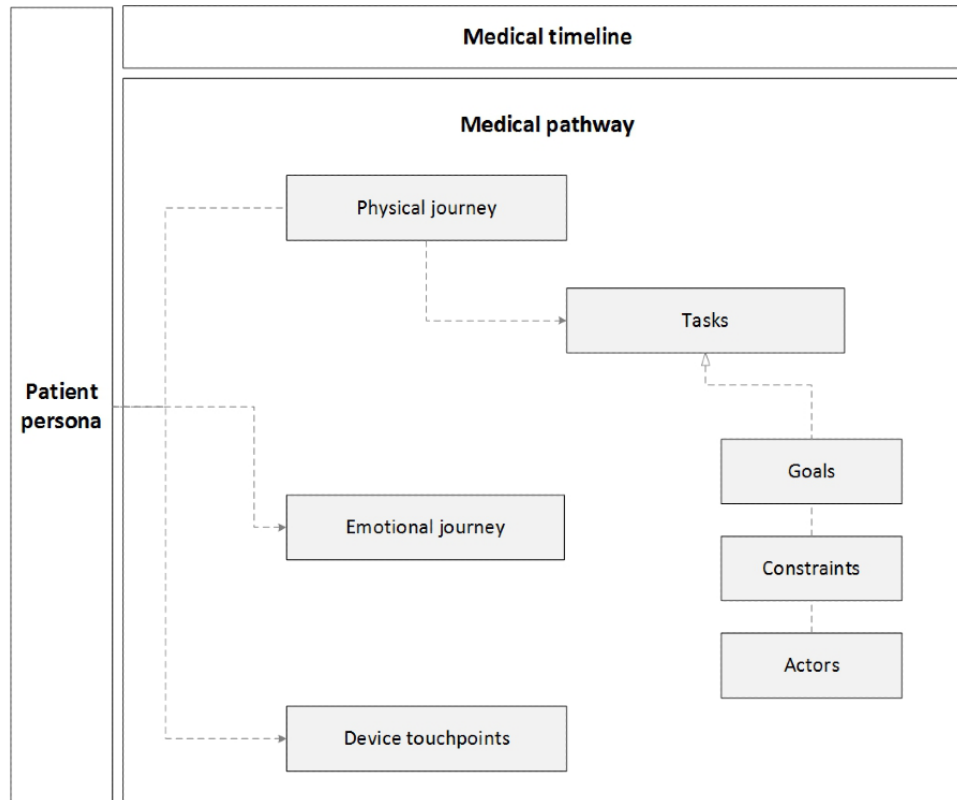 Medical timeline
Medical pathway
Physical journey
Tasks
Patient
persona
Goals
Emotional journey
Constraints
Actors
Device touchpoints